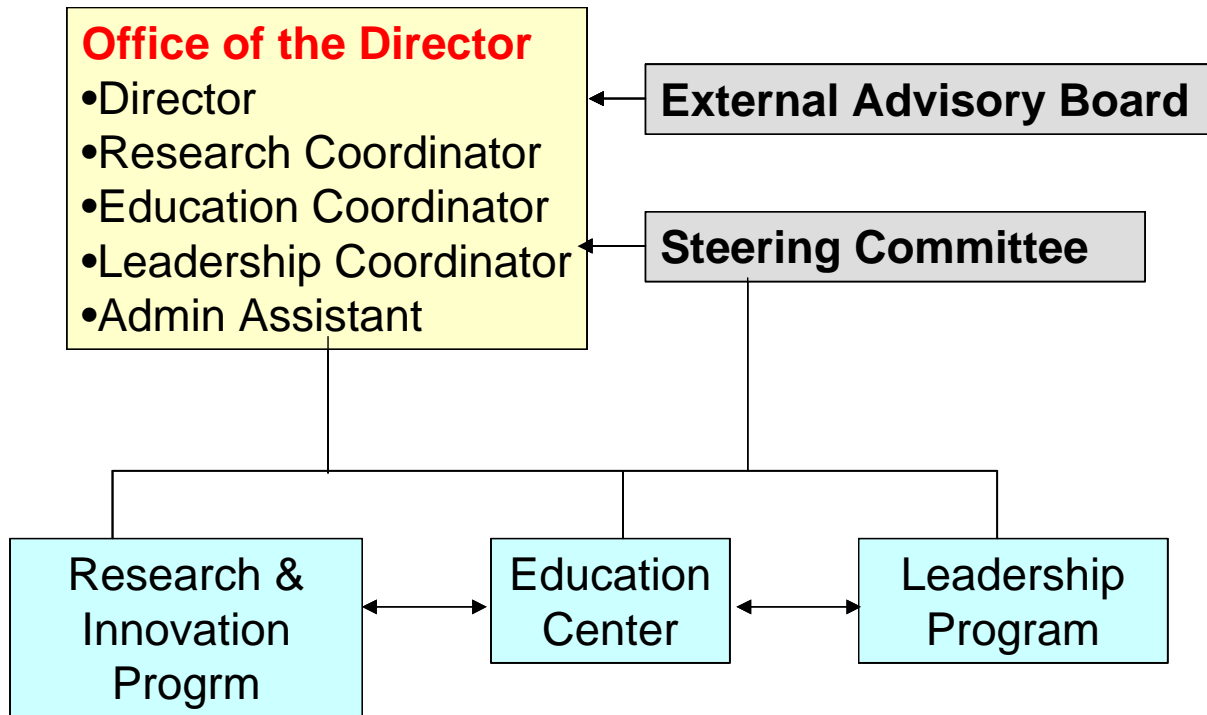 Office of the Director
•Director
•Research Coordinator
•Education Coordinator
•Leadership Coordinator
•Admin Assistant
External Advisory Board
Steering Committee
Research &
Innovation
Progrm
Education
Center
Leadership
Program